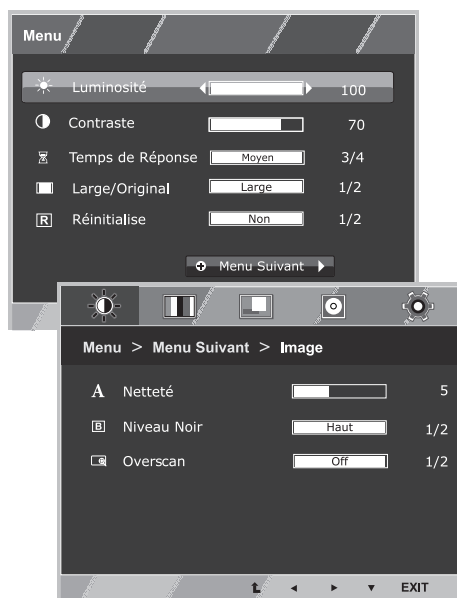 Menu
Luminosité 100
Contraste 70
Temps de Réponse Moyen 3/4
Large/Original Large 1/2
R Réinitialise Non 1/2
Menu Suivant
Menu > Menu Suivant > Image
A Netteté 5
B Niveau Noir Haut 1/2
Overscan Off 1/2
EXIT